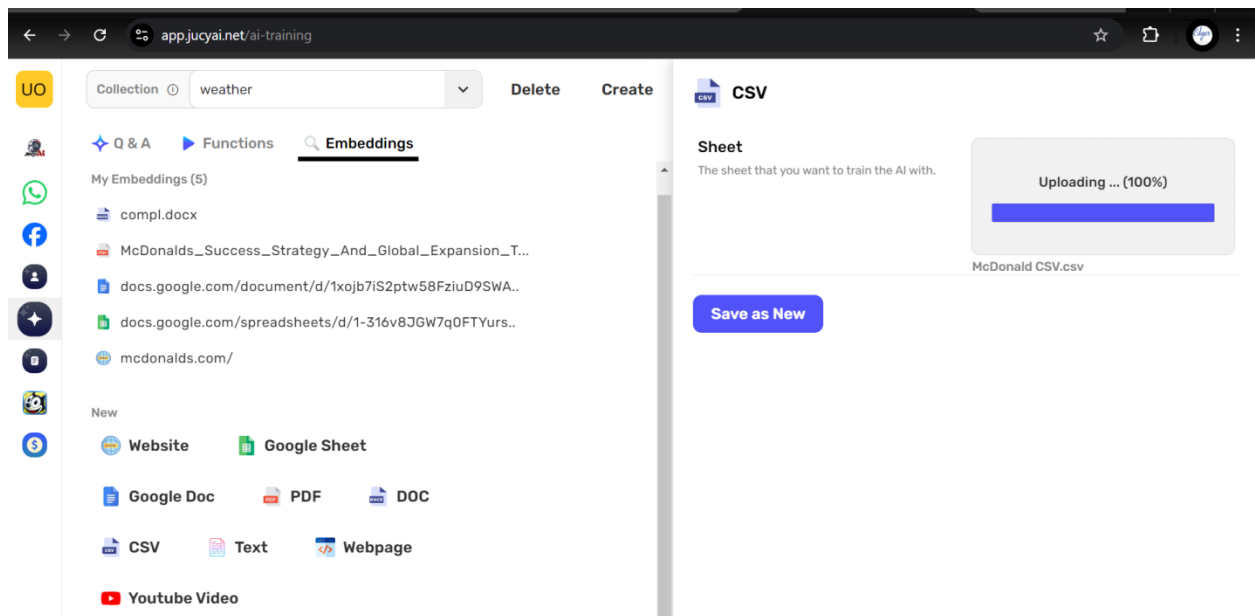 app.jucyai.net/ai-training
UO
Collection
weather
Delete
Create
Q & A
Functions
Embeddings
My Embeddings (5)
compl.docx
McDonalds_Success_Strategy_And_Global_Expansion_T...
docs.google.com/document/d/1xojb7iS2ptw58FziuD9SWA..
docs.google.com/spreadsheets/d/1-316v8JGW7q0FTYurs..
mcdonalds.com/
New
Website
Google Sheet
Google Doc
PDF
DOC
CSV
Text
Webpage
Youtube Video
CSV
CSV
Sheet
The sheet that you want to train the AI with.
Uploading ... (100%)
McDonald CSV.csv
Save as New